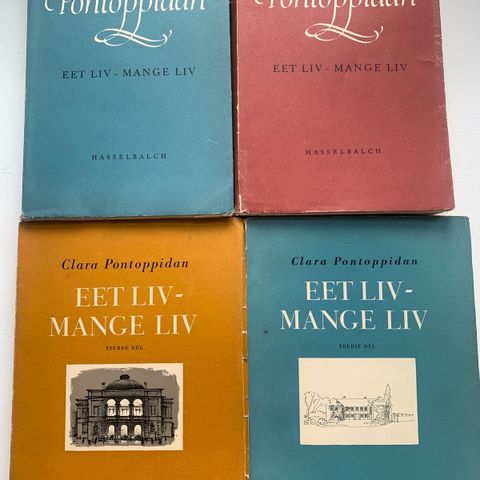 Pontoppidan
EET LIV - MANGE LIV
HASSELBALCH
Pontoppidan
EET LIV - MANGE LIV
HASSELBALCH
Clara Pontoppidan
EET LIV -
MANGE LIV
FJERDE DEL
Clara Pontoppidan
EET LIV -
MANGE LIV
TREDIE DEL